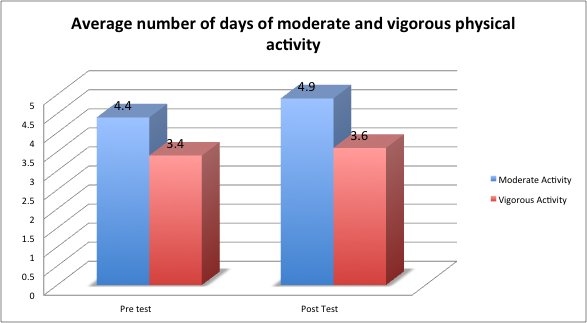 Average number of days of moderate and vigorous physical
activity
5
4.5
4
3.5
3
2.5
2
1.5
1
0.5
0
4.4
3.4
4.9
3.6
Pre test
Post Test
Moderate Activity
Vigorous Activity